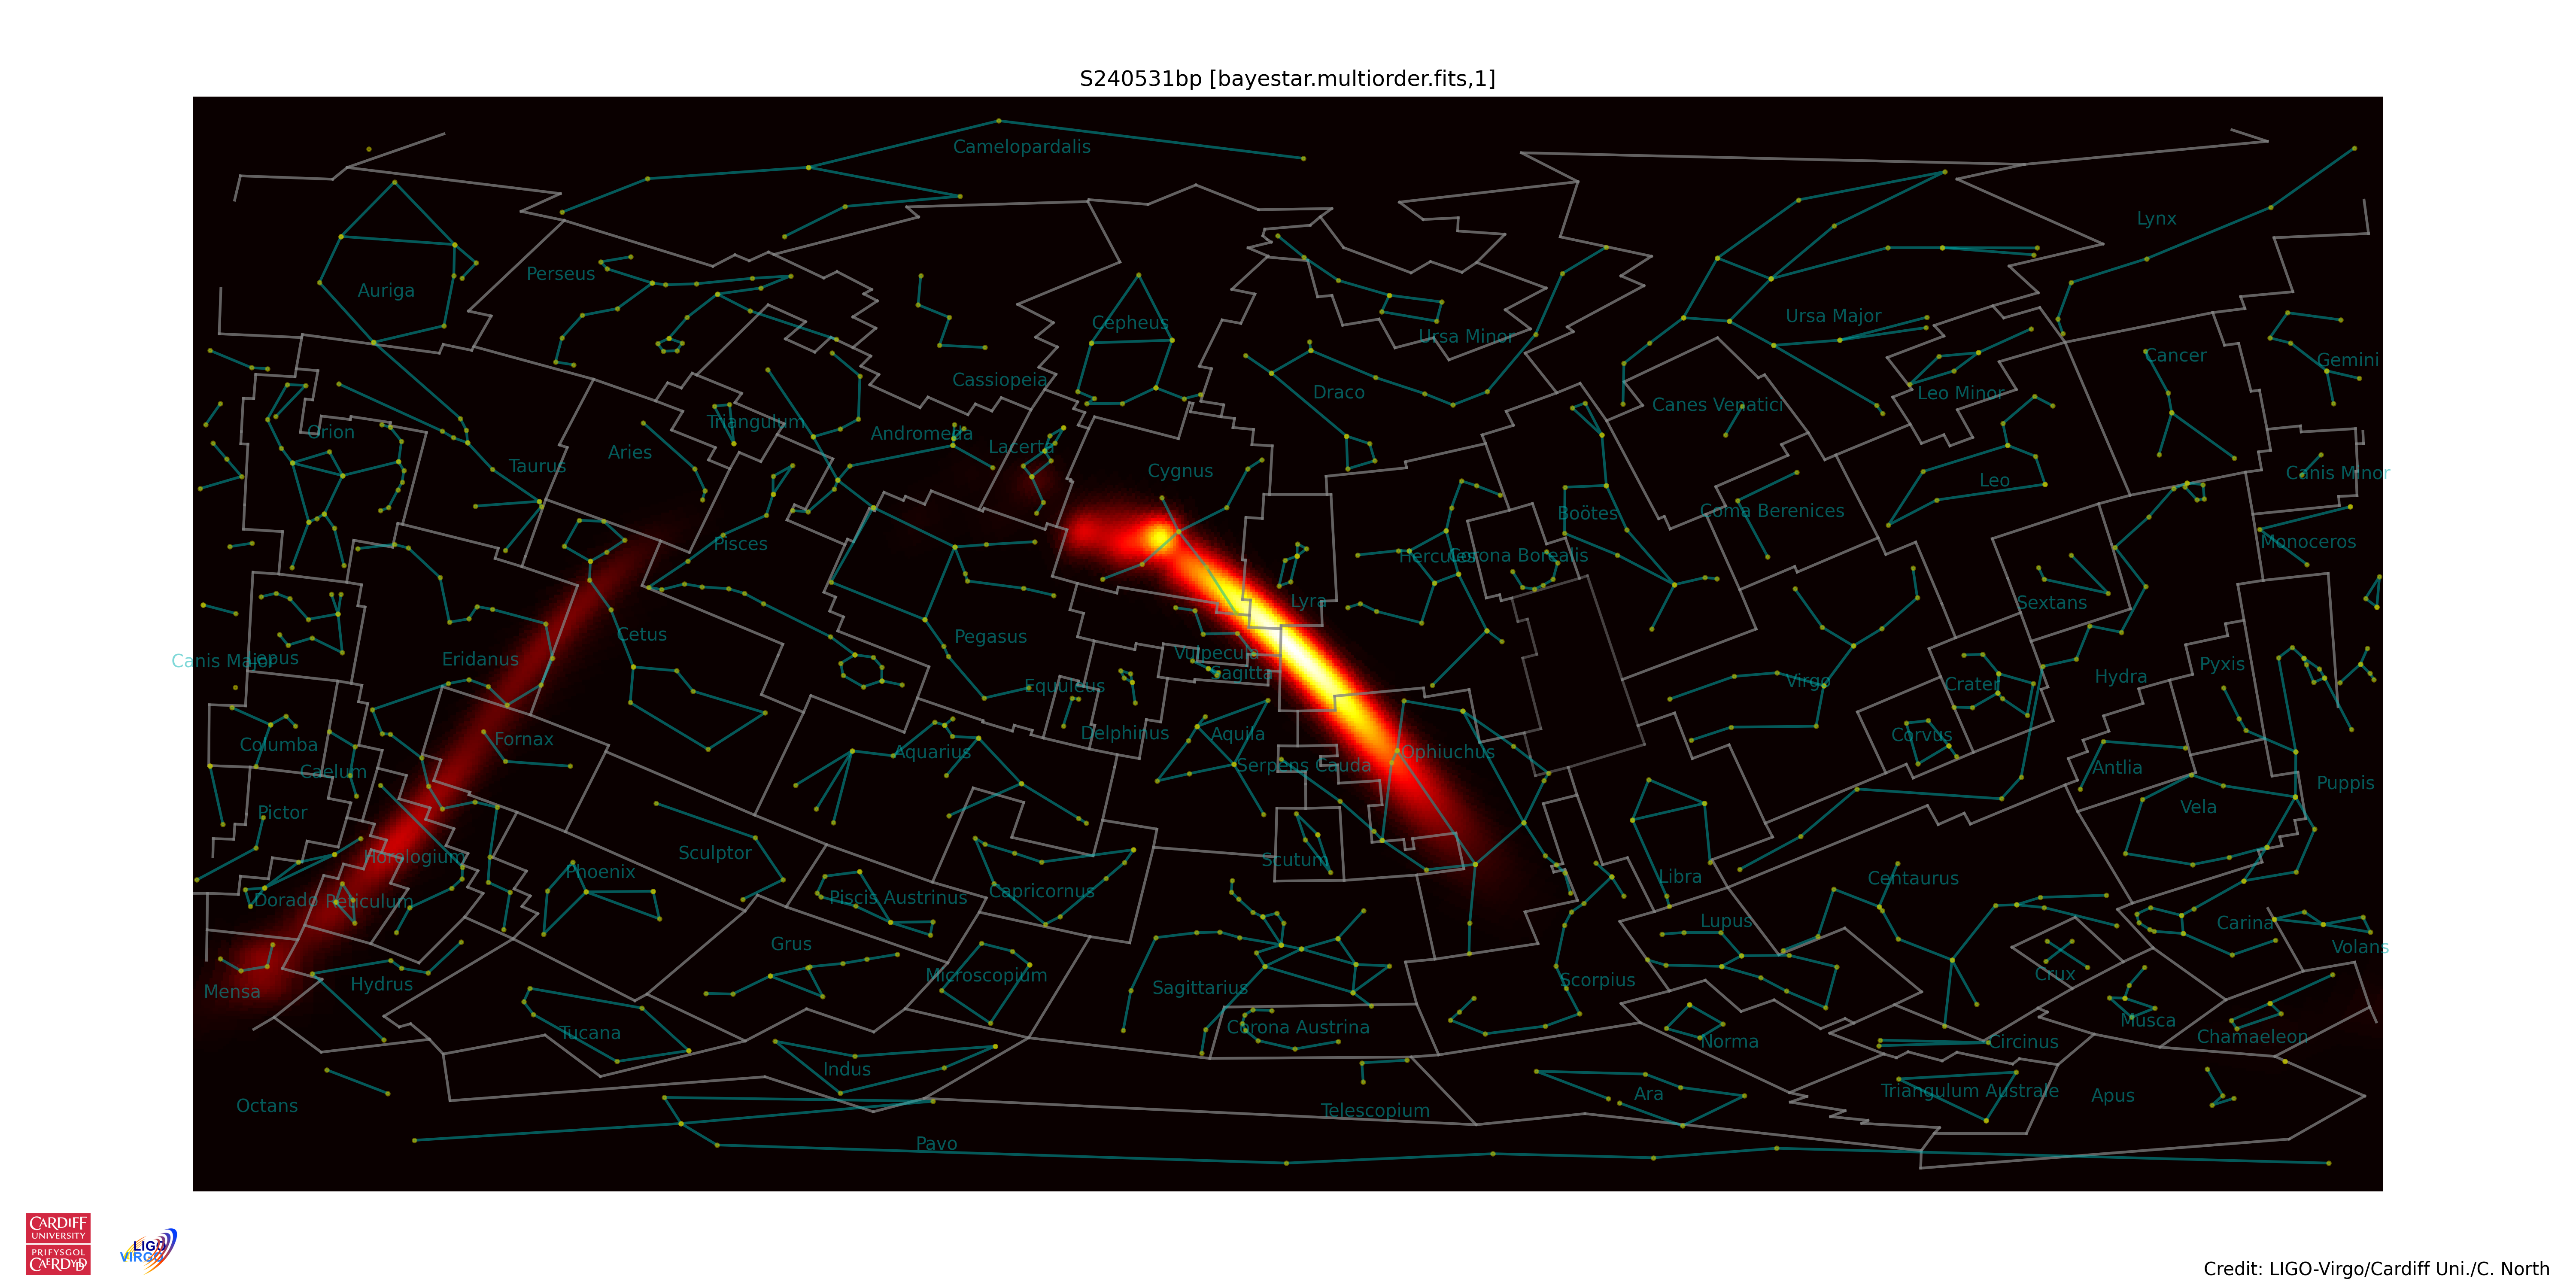 S240531bp [bayestar.multiorder.fits,1]
Camelopardalis
Lynx
Perseus
Auriga
Ursa Major
Cepheus
Ursa Minor
Cancer
Gemini
Cassiopeia
Draco
Leo Minor
Canes Venatici
Triangulum
Orion
Andromeda
Lacerta
Aries
Taurus
Cygnus
Leo
Canis Minor
Coma Berenices
Boötes
Pisces
Monoceros
Hercules
Corona Borealis
Lyra
Sextans
Cetus
Pegasus
Canis Major
Lepus
Eridanus
Vulpecula
Sagitta
Equuleus
Virgo
Crater
Hydra
Pyxis
Columba
Fornax
Aquarius
Delphinus
Aquila
Ophiuchus
Corvus
Caelum
Serpens Cauda
Antlia
Puppis
Pictor
Vela
Horologium
Sculptor
Scutum
Phoenix
Libra
Centaurus
Dorado
Reticulum
Piscis Austrinus
Capricornus
Lupus
Carina
Grus
Volans
Mensa
Hydrus
Microscopium
Sagittarius
Scorpius
Crux
Tucana
Corona Austrina
Norma
Circinus
Musca
Chamaeleon
Indus
Octans
Telescopium
Ara
Triangulum Australe
Apus
Pavo
CARDIFF
UNIVERSITY
PRIFYSGOL
CAERDYDD
LIGO
VIRGO
Credit: LIGO-Virgo/Cardiff Uni./C. North